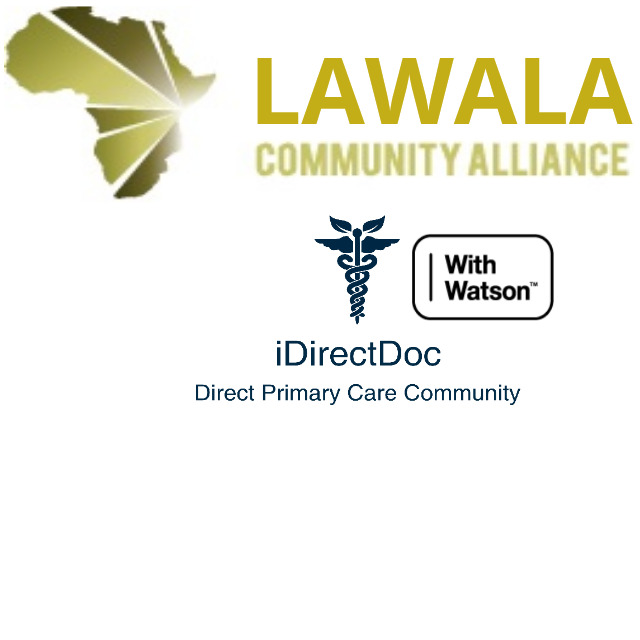 LAWALA
COMMUNITY ALLIANCE
With
Watson™
iDirectDoc
Direct Primary Care Community